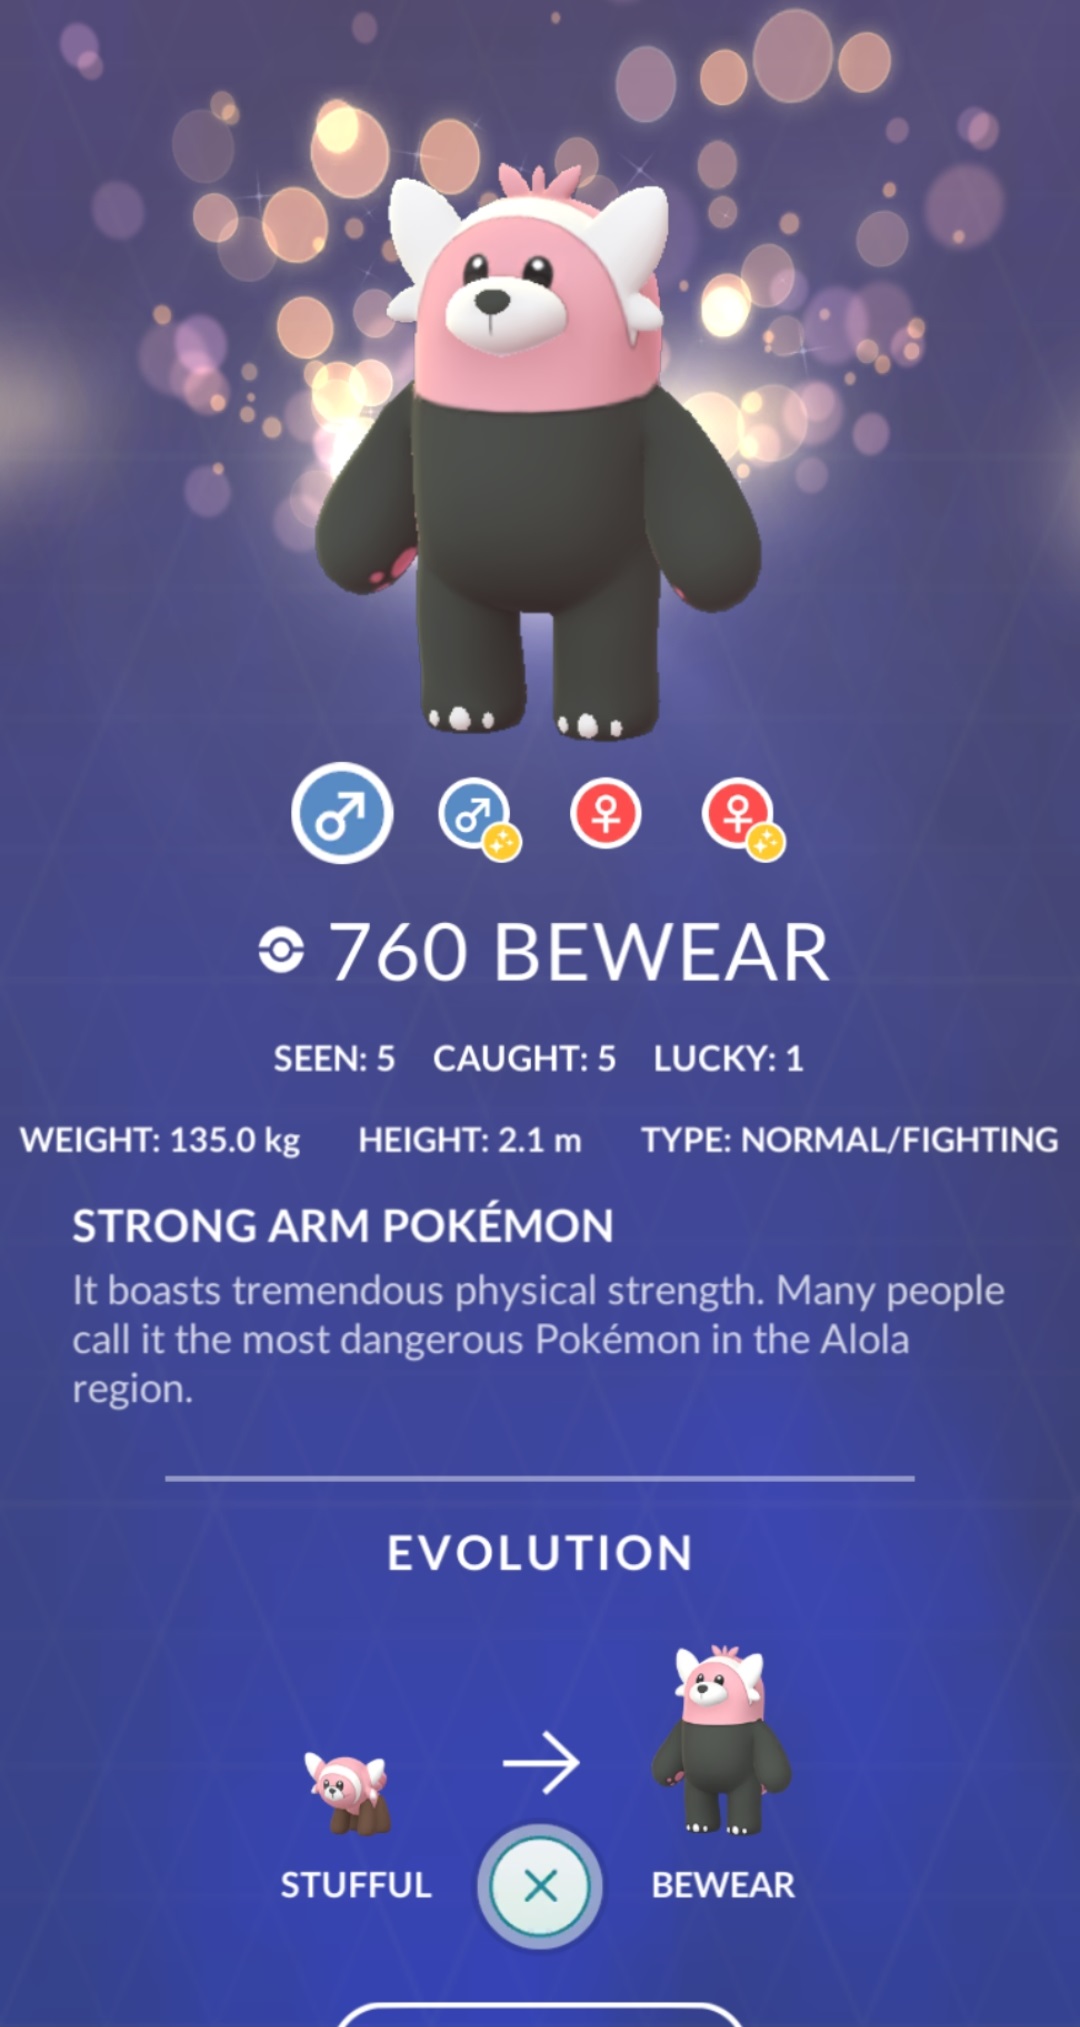 760 BEWEAR
SEEN: 5 CAUGHT: 5 LUCKY: 1
WEIGHT: 135.0 kg HEIGHT: 2.1 m TYPE: NORMAL/FIGHTING
STRONG ARM POKÉMON
It boasts tremendous physical strength. Many people
call it the most dangerous Pokémon in the Alola
region.
EVOLUTION
STUFFUL BEWEAR